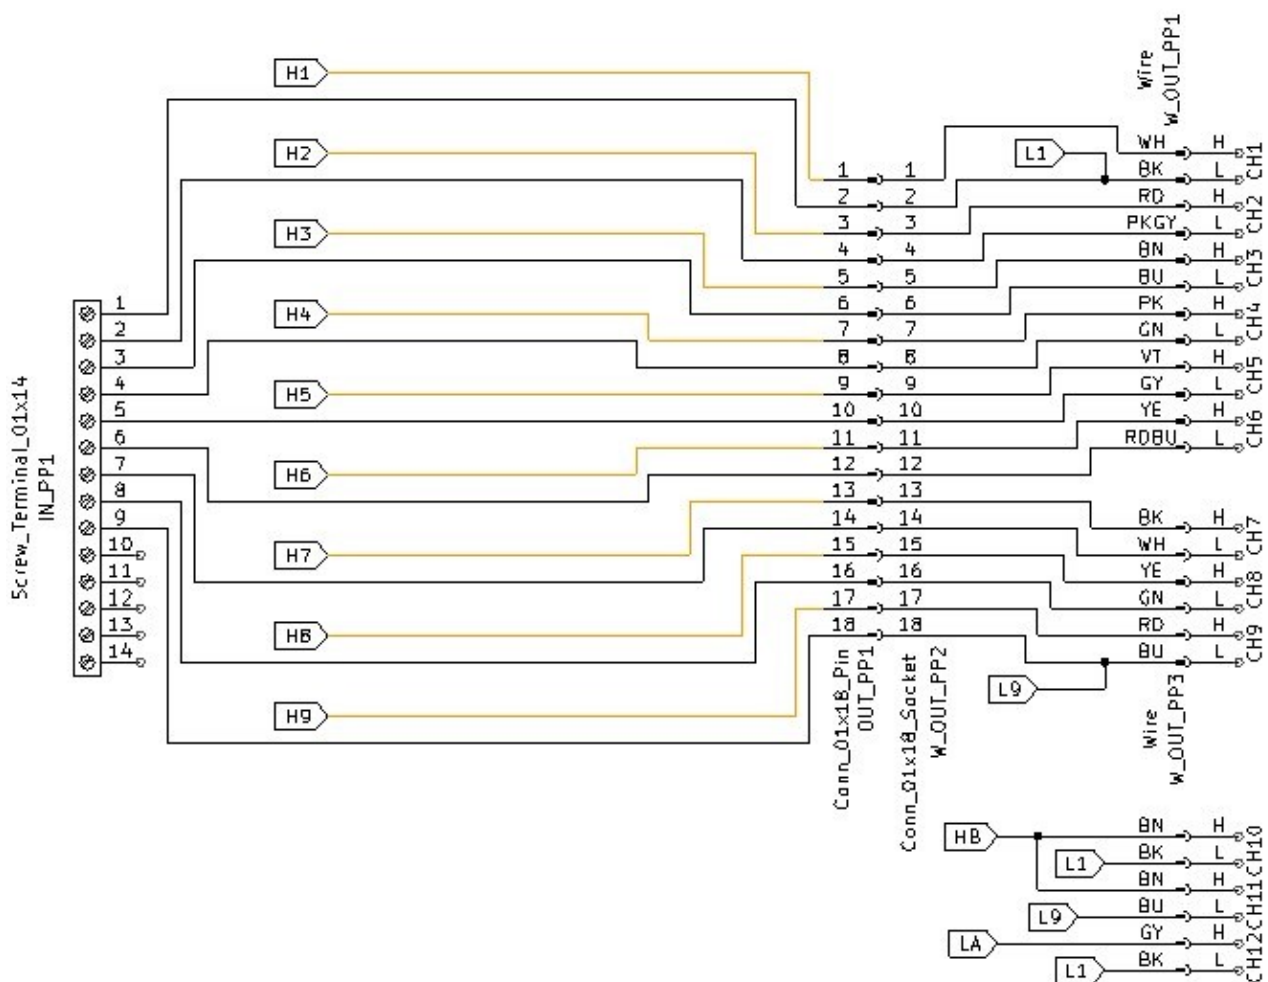 Wire
W_OUT_PP1
H1
H2
L1
WH H
BK L
CH1
1 1
RD H
2 2
PKGY L
CH2
3 3
H3
BN H
4 4
BU L
CH3
5 5
PK H
6 6
GN L
CH4
H4
7 7
VT H
8 8
GY L
CH5
H5
9 9
YE H
10 10
RDBU L
CH6
11 11
H6
12 12
13 13
BK H
14 14
WH L
CH7
H7
15 15
YE H
16 16
GN L
CH8
17 17
RD H
H8
18 18
BU L
CH9
L9
H9
Screw_Terminal_01x14
IN_PP1
1
2
3
4
5
6
7
8
9
10
11
12
13
14
Conn_01x18_Pin
OUT_PP1
Conn_01x18_Socket
W_OUT_PP2
Wire
W_OUT_PP3
HB
BN H
L1
BK L
CH10
BN H
L9
BU L
CH11
LA
GY H
L1
BK L
CH12